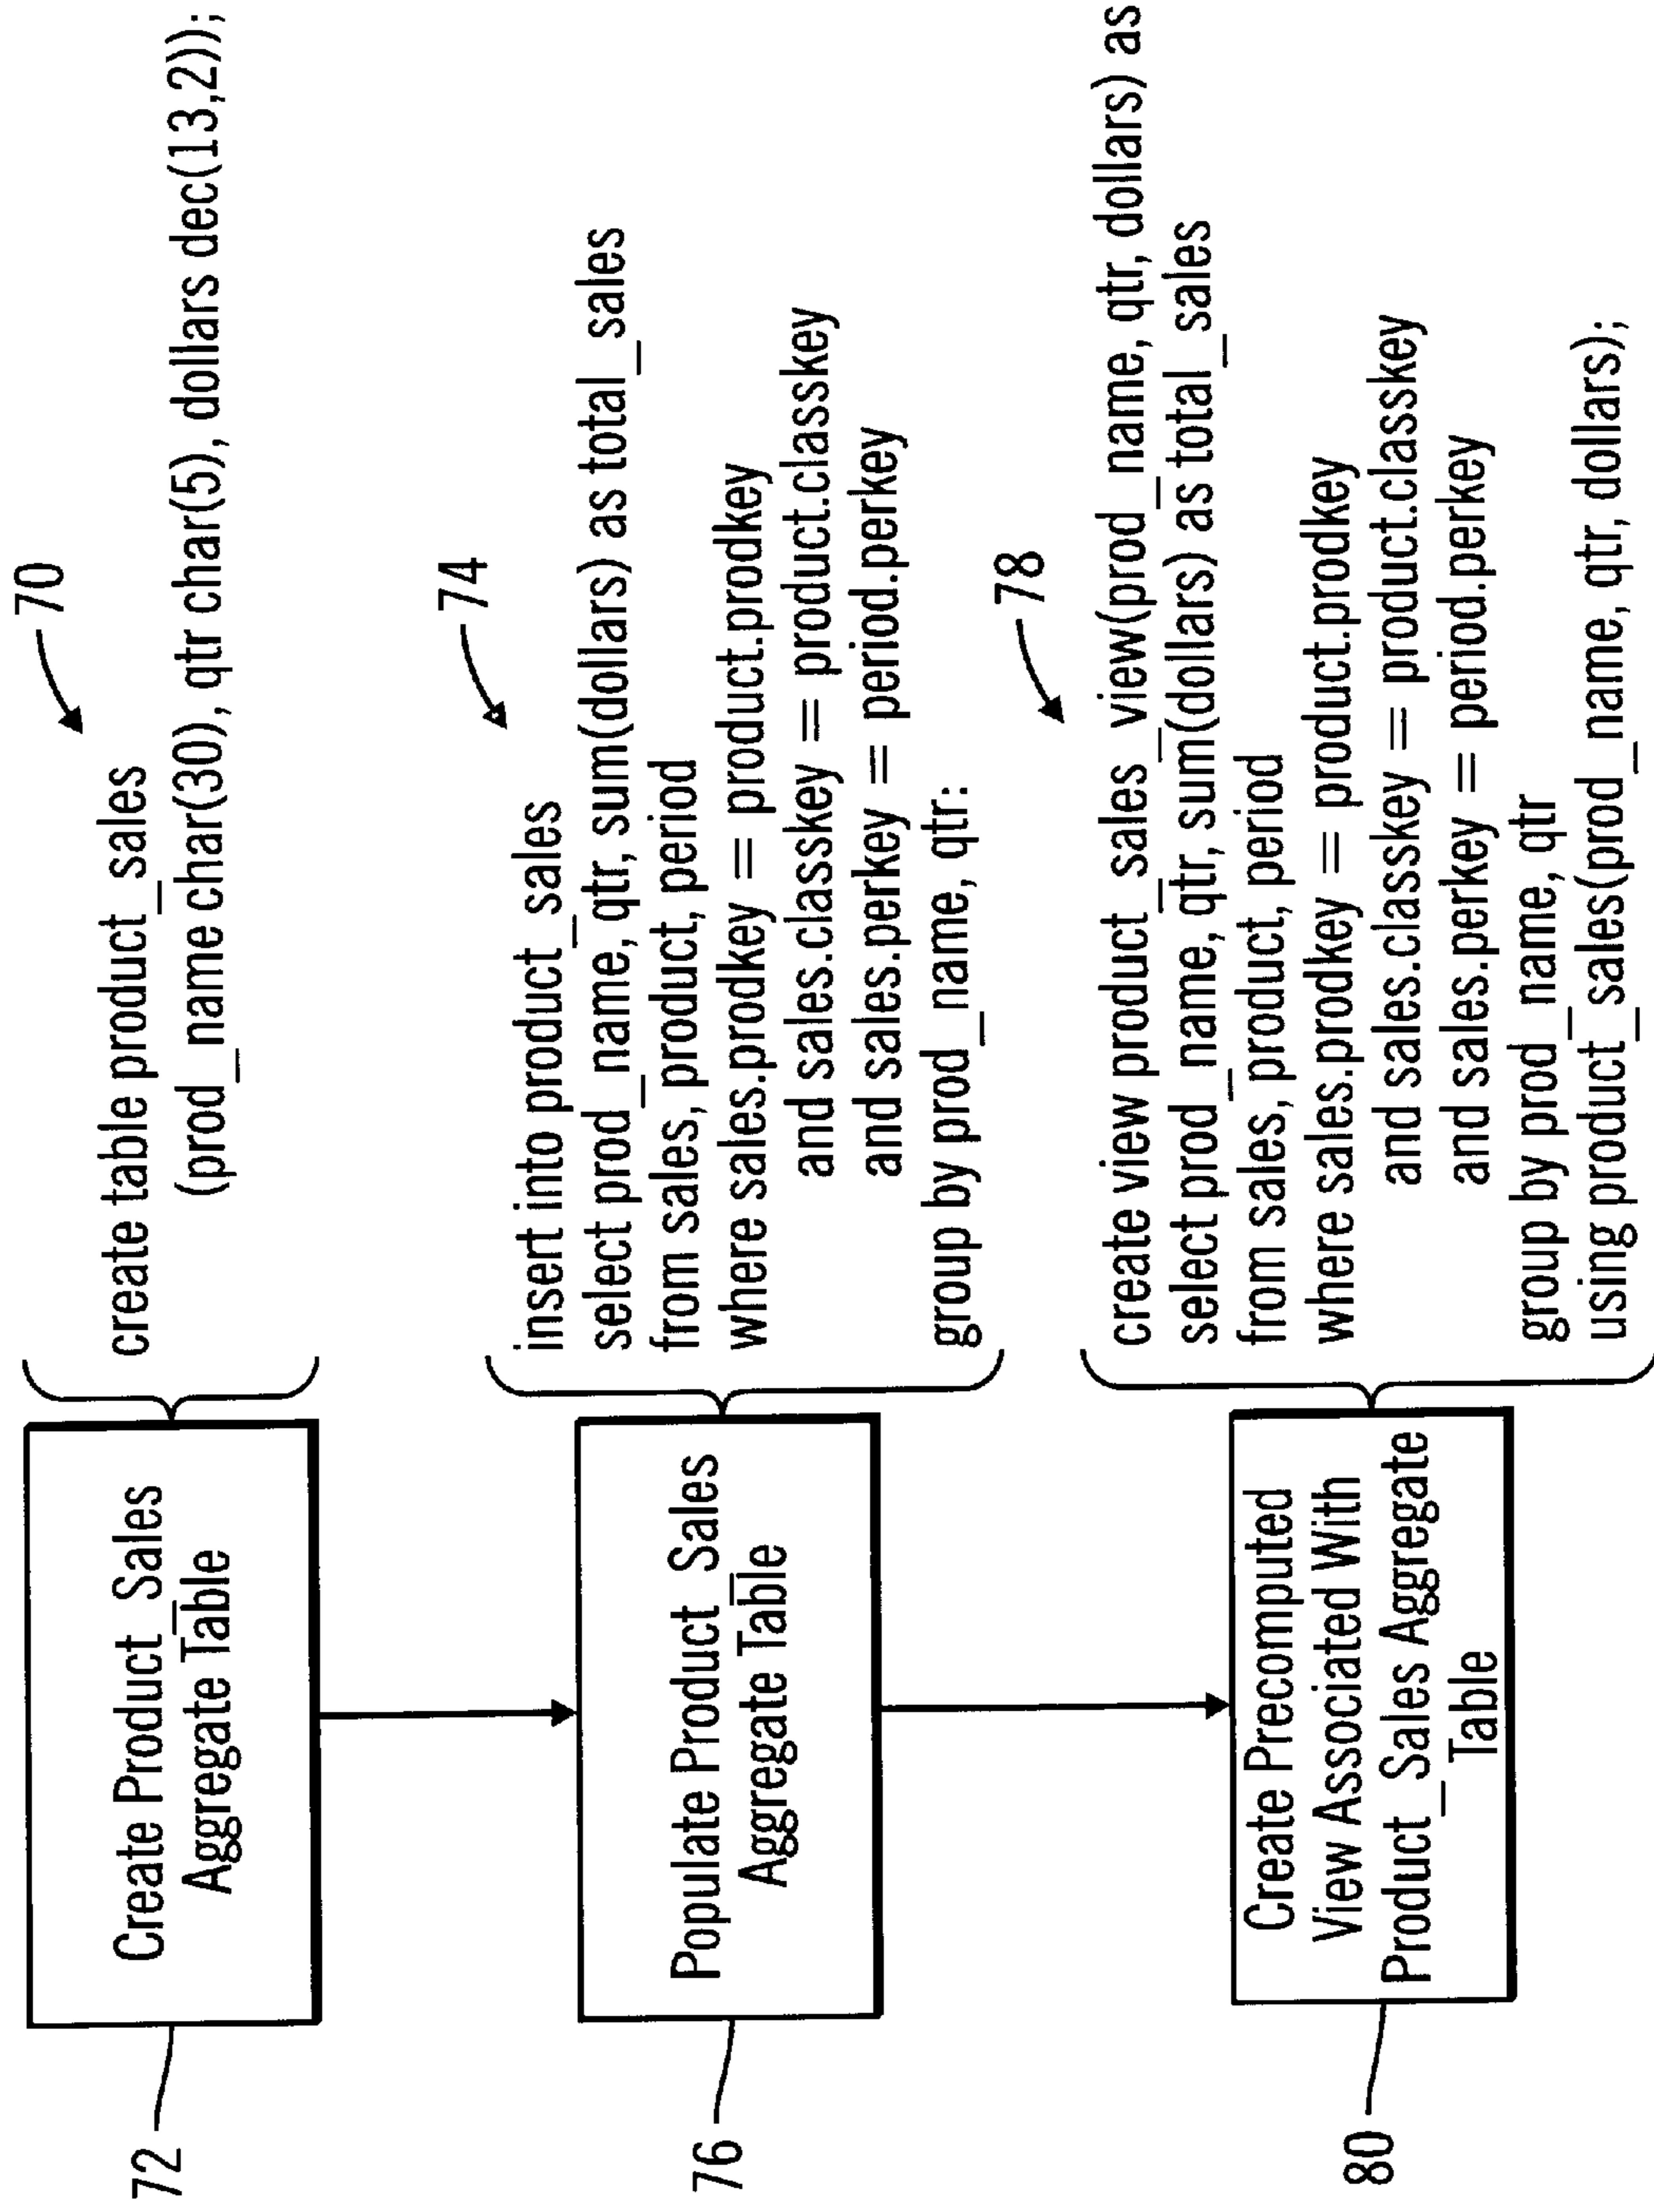 70
create table product_sales
(prod_name char(30), qtr char(5), dollars dec(13,2));
Create Product_Sales
Aggregate Table
72
74
insert into product_sales
select prod_name, qtr, sum(dollars) as total_sales
from sales, product, period
where sales.prodkey = product.prodkey
and sales.classkey = product.classkey
and sales.perkey = period.perkey
group by prod_name, qtr:
Populate Product_Sales
Aggregate Table
76
78
create view product_sales_view(prod_name, qtr, dollars) as
select prod_name, qtr, sum(dollars) as total_sales
from sales, product, period
where sales.prodkey = product.prodkey
and sales.classkey = product.classkey
and sales.perkey = period.perkey
group by prod_name, qtr
using product_sales(prod_name, qtr, dollars);
Create Precomputed
View Associated With
Product_Sales Aggregate
Table
80